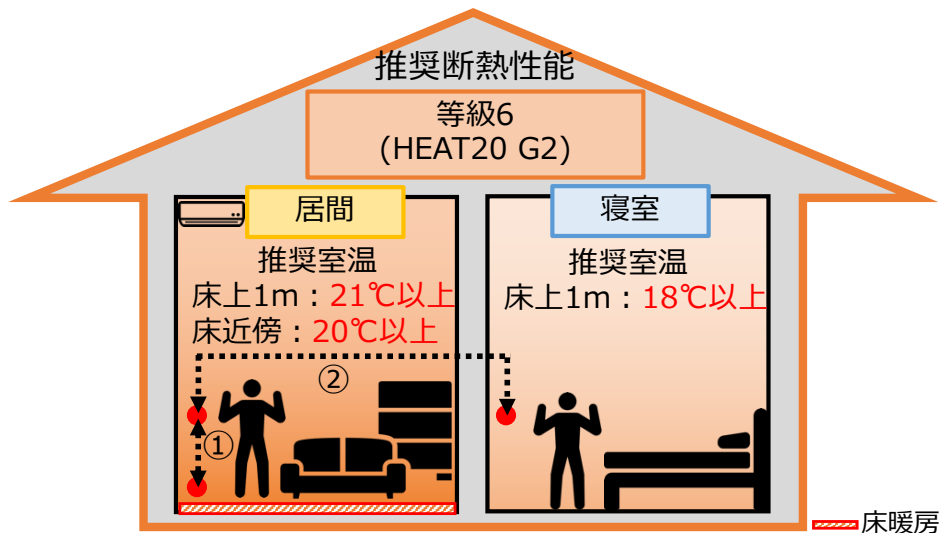 推奨断熱性能
等級6
(HEAT20 G2)
居間
推奨室温
床上1m：21℃以上
床近傍：20℃以上
②
①
寝室
推奨室温
床上1m：18℃以上
床暖房